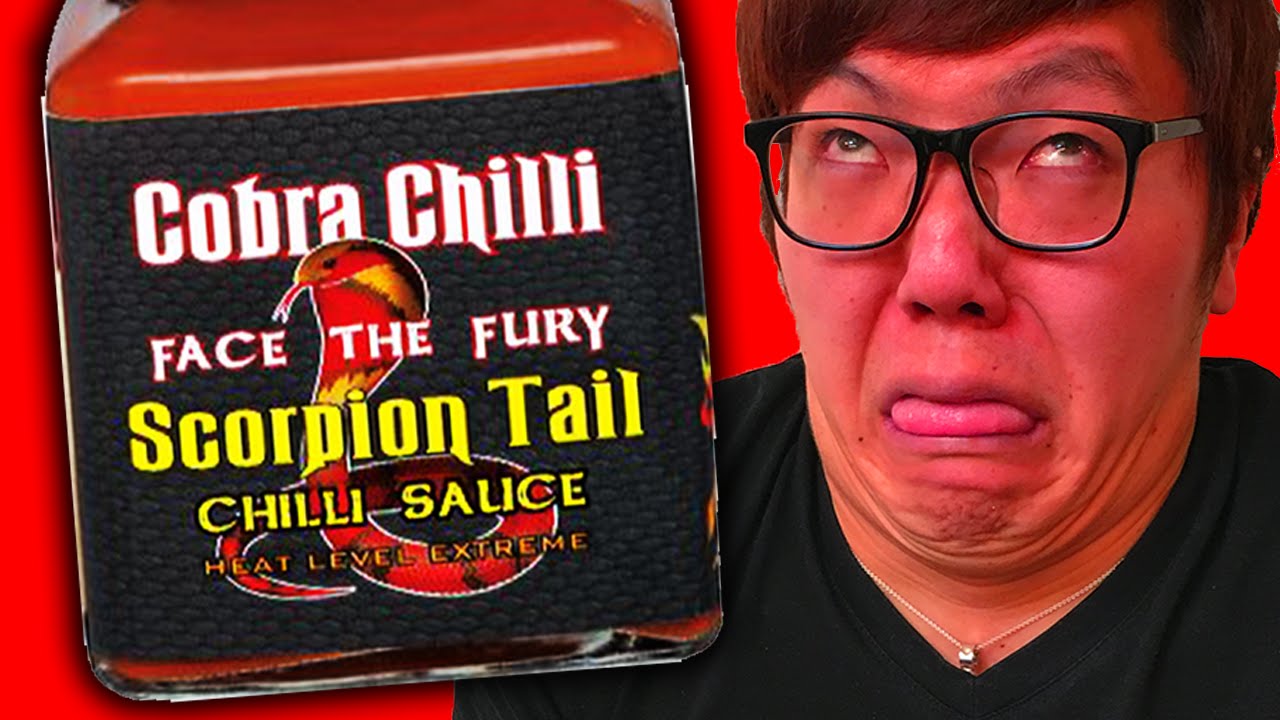 Cobra Chilli
FACE THE FURY
Scorpion Tail
CHILLI SAUCE
HEAT LEVEL EXTREME